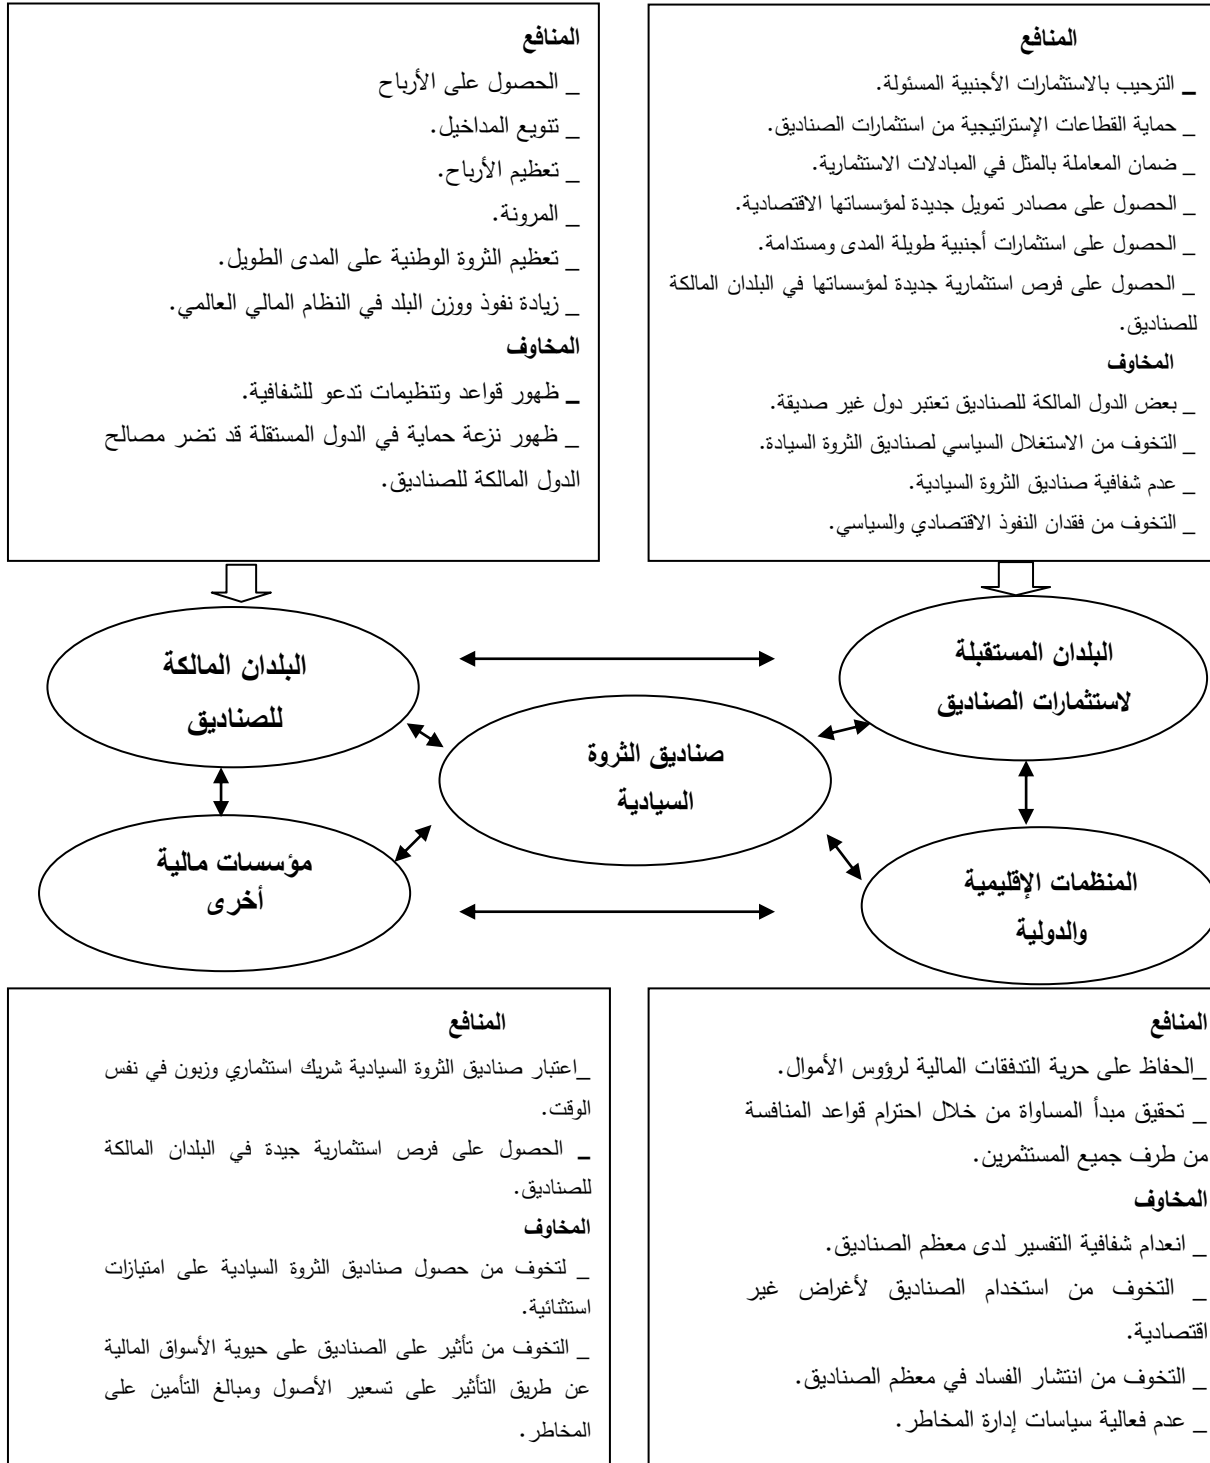 المنافع
_ الترحيب بالاستثمارات الأجنبية المسئولة.
_ حماية القطاعات الإستراتيجية من استثمارات الصناديق.
_ ضمان المعاملة بالمثل في المبادلات الاستثمارية.
_ الحصول على مصادر تمويل جديدة لمؤسساتها الاقتصادية.
_ الحصول على استثمارات أجنبية طويلة المدى ومستدامة.
_ الحصول على فرص استثمارية جديدة لمؤسساتها في البلدان المالكة
للصناديق.
المخاوف
_ بعض الدول المالكة للصناديق تعتبر دول غير صديقة.
_ التخوف من الاستغلال السياسي لصناديق الثروة السيادة.
_ عدم شفافية صناديق الثروة السيادية.
_ التخوف من فقدان النفوذ الاقتصادي والسياسي.
المنافع
_ الحصول على الأرباح
_ تنويع المداخيل.
_ تعظيم الأرباح.
_ المرونة.
_ تعظيم الثروة الوطنية على المدى الطويل.
_ زيادة نفوذ ووزن البلد في النظام المالي العالمي.
المخاوف
_ ظهور قواعد وتنظيمات تدعو للشفافية.
_ ظهور نزعة حماية في الدول المستقلة قد تضر مصالح
الدول المالكة للصناديق.
البلدان المستقبلة
لاستثمارات الصناديق
البلدان المالكة
للصناديق
صناديق الثروة
السيادية
المنظمات الإقليمية
والدولية
مؤسسات مالية
أخرى
المنافع
_الحفاظ على حرية التدفقات المالية لرؤوس الأموال.
_ تحقيق مبدأ المساواة من خلال احترام قواعد المنافسة
من طرف جميع المستثمرين.
المخاوف
_ انعدام شفافية التفسير لدى معظم الصناديق.
_ التخوف من استخدام الصناديق لأغراض غير
اقتصادية.
_ التخوف من انتشار الفساد في معظم الصناديق.
_ عدم فعالية سياسات إدارة المخاطر.
المنافع
_اعتبار صناديق الثروة السيادية شريك استثماري وزبون في نفس
الوقت.
_ الحصول على فرص استثمارية جيدة في البلدان المالكة
للصناديق.
المخاوف
_ لتخوف من حصول صناديق الثروة السيادية على امتيازات
استثنائية.
_ التخوف من تأثير على الصناديق على حيوية الأسواق المالية
عن طريق التأثير على تسعير الأصول ومبالغ التأمين على
المخاطر.